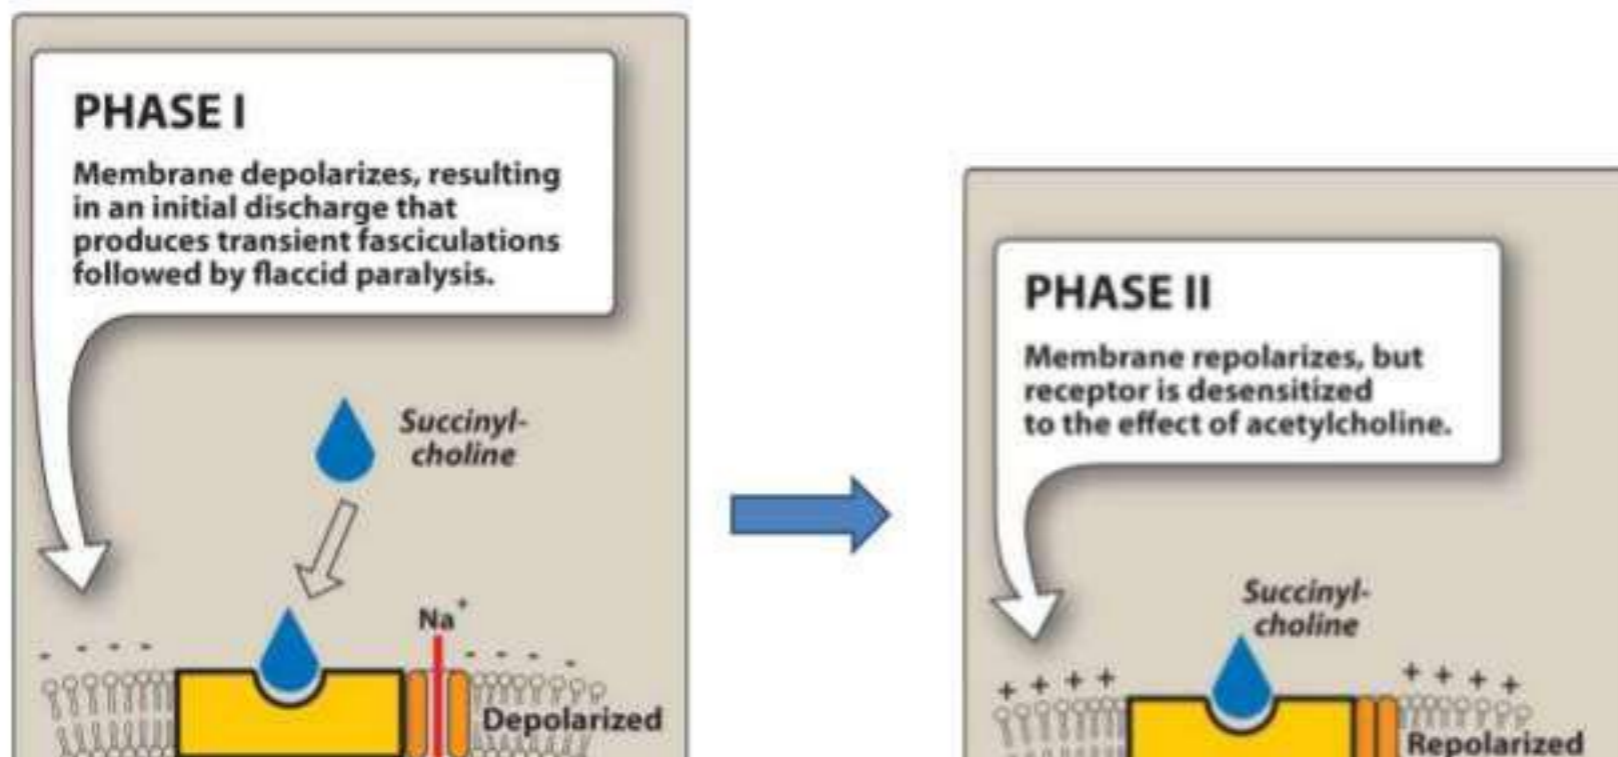 PHASE I
Membrane depolarizes, resulting
in an initial discharge that
produces transient fasciculations
followed by flaccid paralysis.
Succinyl-
choline
Na+
- - - -
- - - -
Depolarized
PHASE II
Membrane repolarizes, but
receptor is desensitized
to the effect of acetylcholine.
Succinyl-
choline
+ + + +
+ + + +
Repolarized